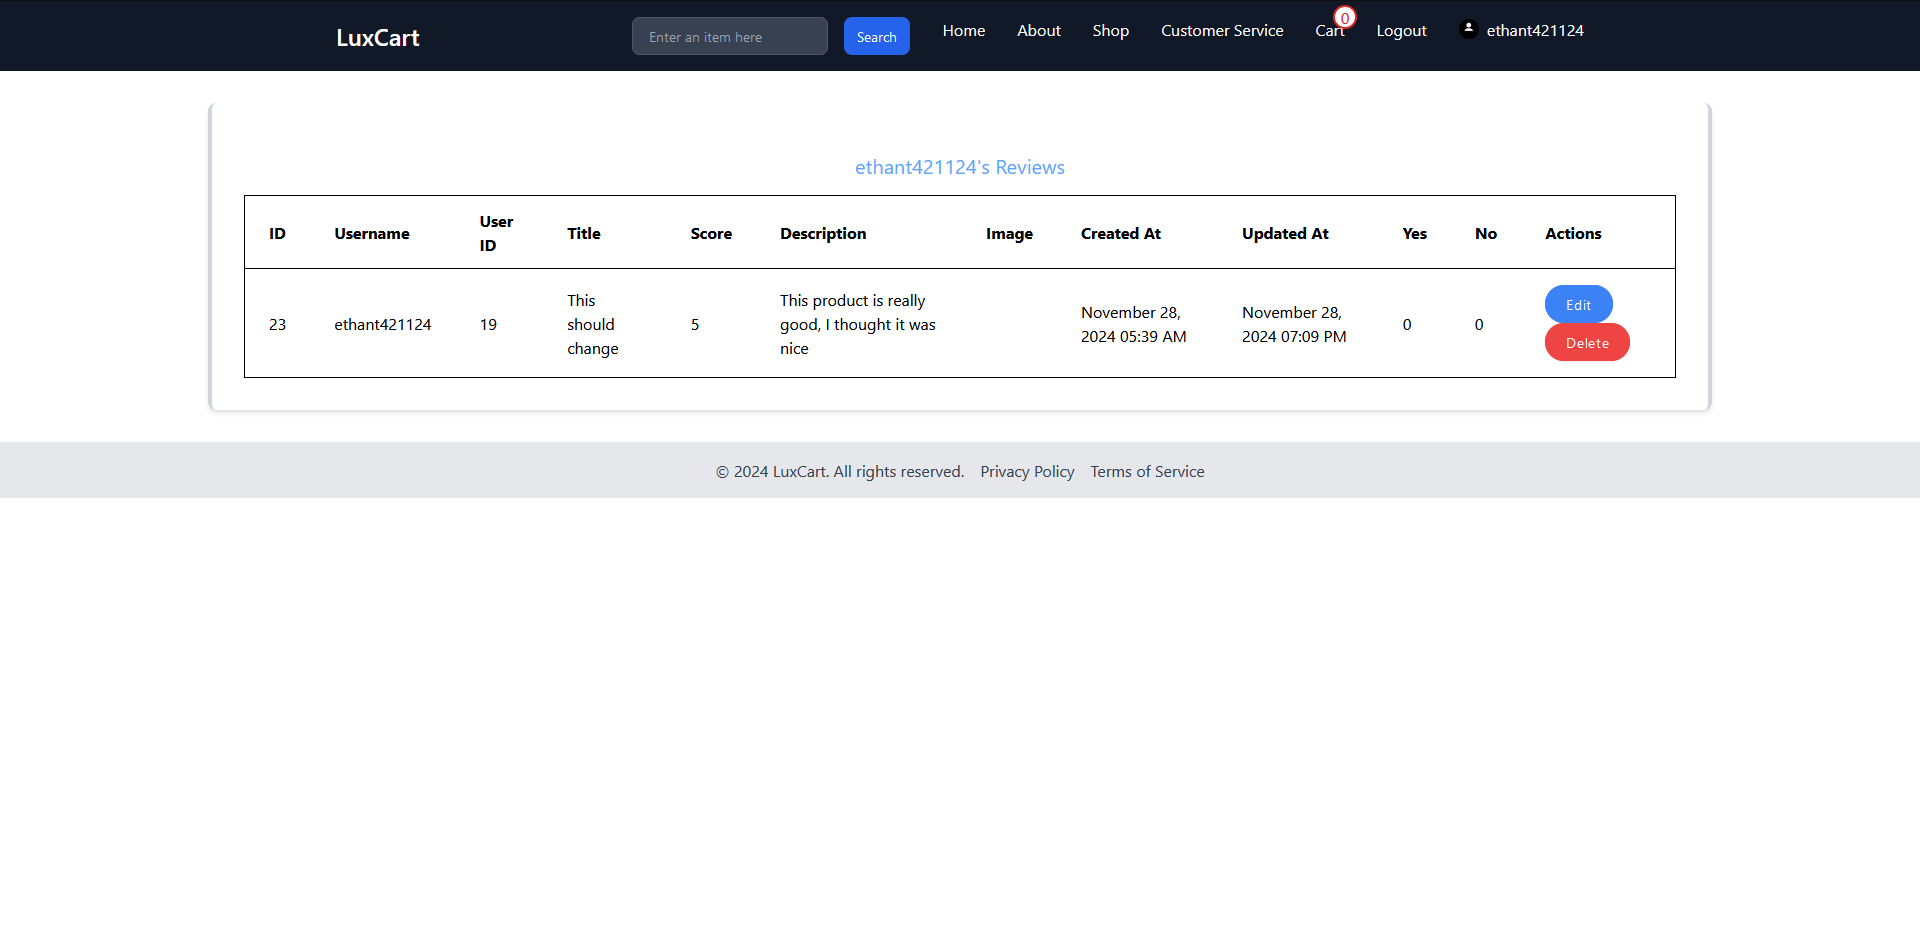 LuxCart
Enter an item here
Search
Home
About
Shop
Customer Service
Cart
0
Logout
ethant421124
ethant421124's Reviews
ID
Username
User
ID
Title
Score
Description
Image
Created At
Updated At
Yes
No
Actions
23
ethant421124
19
This
should
change
5
This product is really
good, I thought it was
nice
November 28,
2024 05:39 AM
November 28,
2024 07:09 PM
0
0
Edit
Delete
© 2024 LuxCart. All rights reserved.
Privacy Policy
Terms of Service